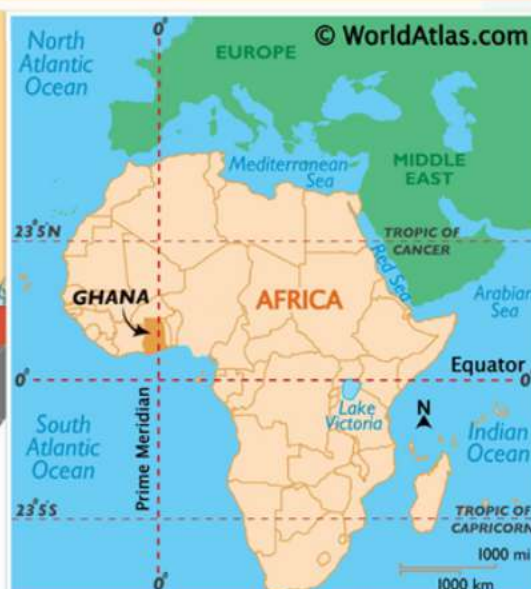 © WorldAtlas.com
North
Atlantic
Ocean
EUROPE
Mediterranean
Sea
MIDDLE
EAST
23°5N
TROPIC OF
CANCER
Red Sea
GHANA
AFRICA
Arabian
Sea
Equator
0°
0
Prime Meridian
Lake
Victoria
N
South
Atlantic
Ocean
Indian
Ocean
23°5S
TROPIC OF
CAPRICORN
1000 mi
1000 km
0°